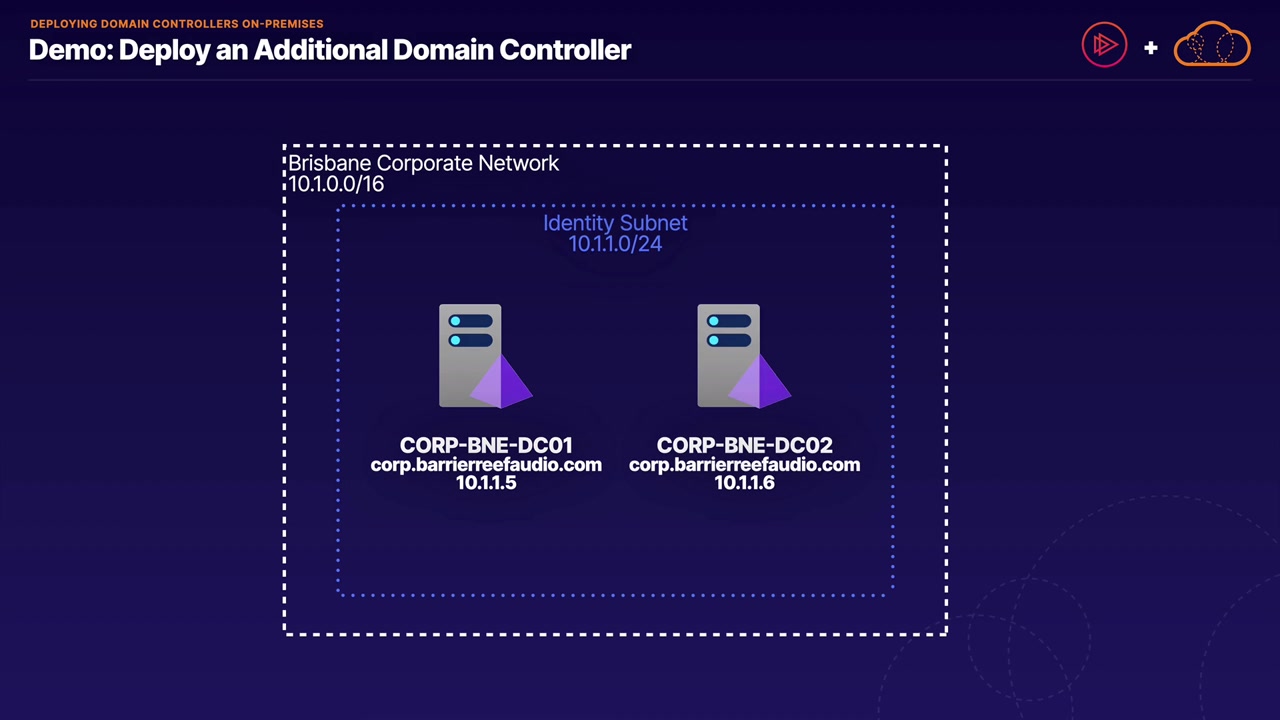 DEPLOYING DOMAIN CONTROLLERS ON-PREMISES
Demo: Deploy an Additional Domain Controller
+
Brisbane Corporate Network
10.1.0.0/16
Identity Subnet
10.1.1.0/24
CORP-BNE-DC01
corp.barrierreefaudio.com
10.1.1.5
CORP-BNE-DC02
corp.barrierreefaudio.com
10.1.1.6